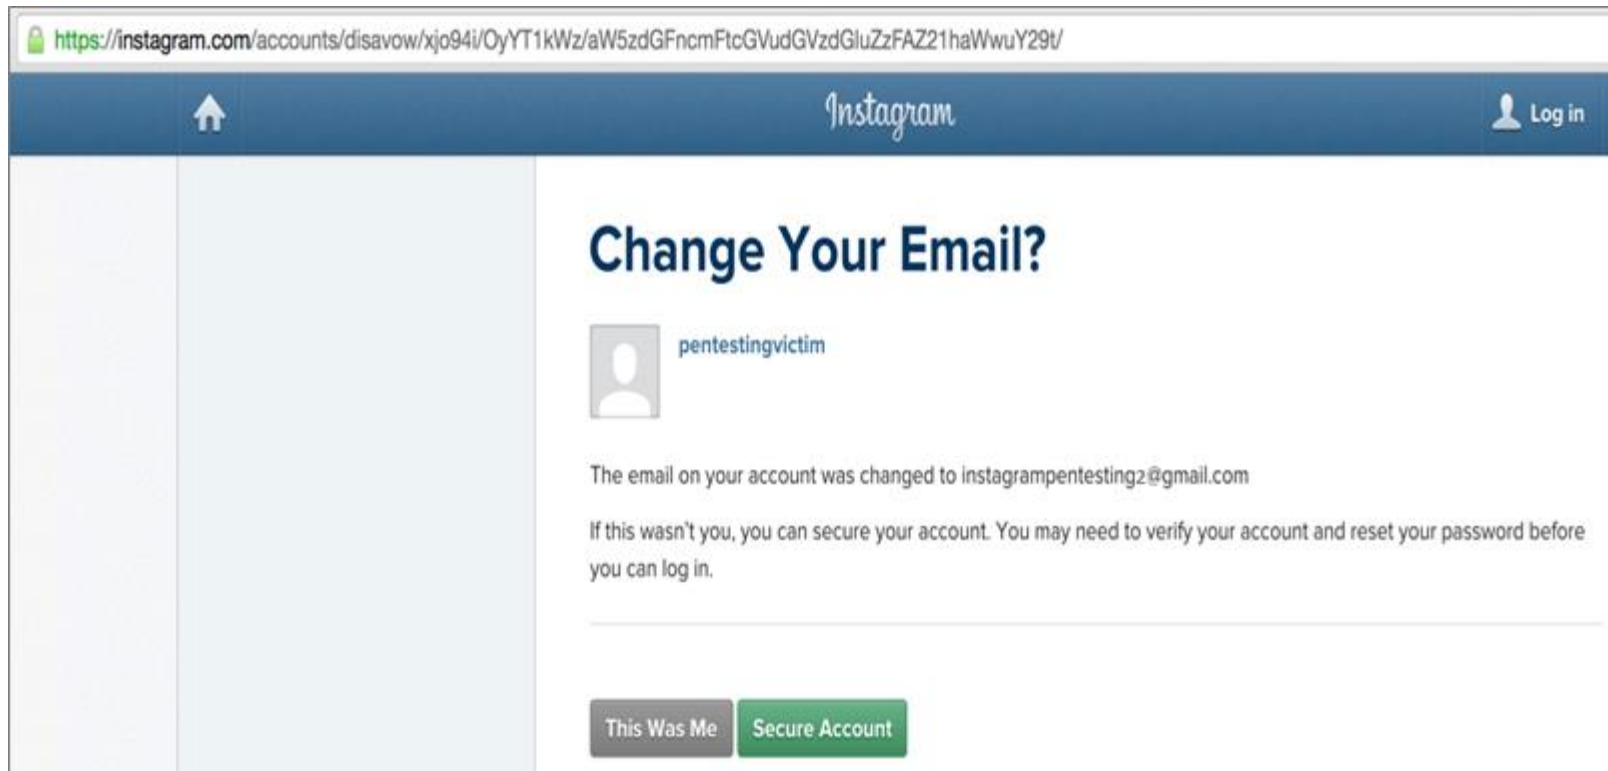 https://instagram.com/accounts/disavow/xjo94i/OyYT1kWz/aW5zdGFncmFtcGVudGVzdGluZzFAZ21haWwuY29t/
Instagram
Log in
Change Your Email?
pentestingvictim
The email on your account was changed to instagrampentesting2@gmail.com
If this wasn't you, you can secure your account. You may need to verify your account and reset your password before
you can log in.
This Was Me
Secure Account